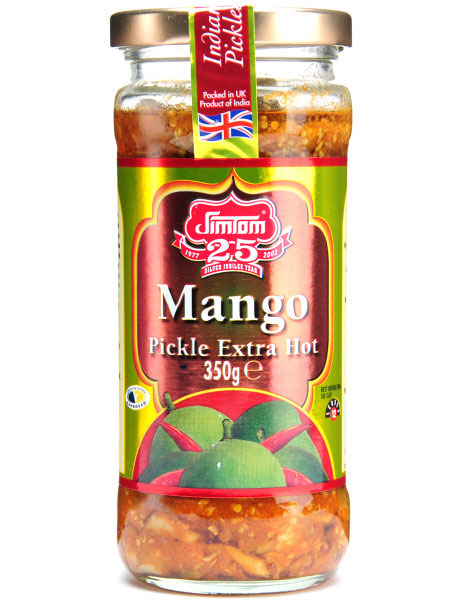 Indian
Pickle
Packed in UK
Product of India
Simtom®
25
1977 2002
SILVER JUBILEE YEAR
Mango
Pickle Extra Hot
350g℮
APPROVED